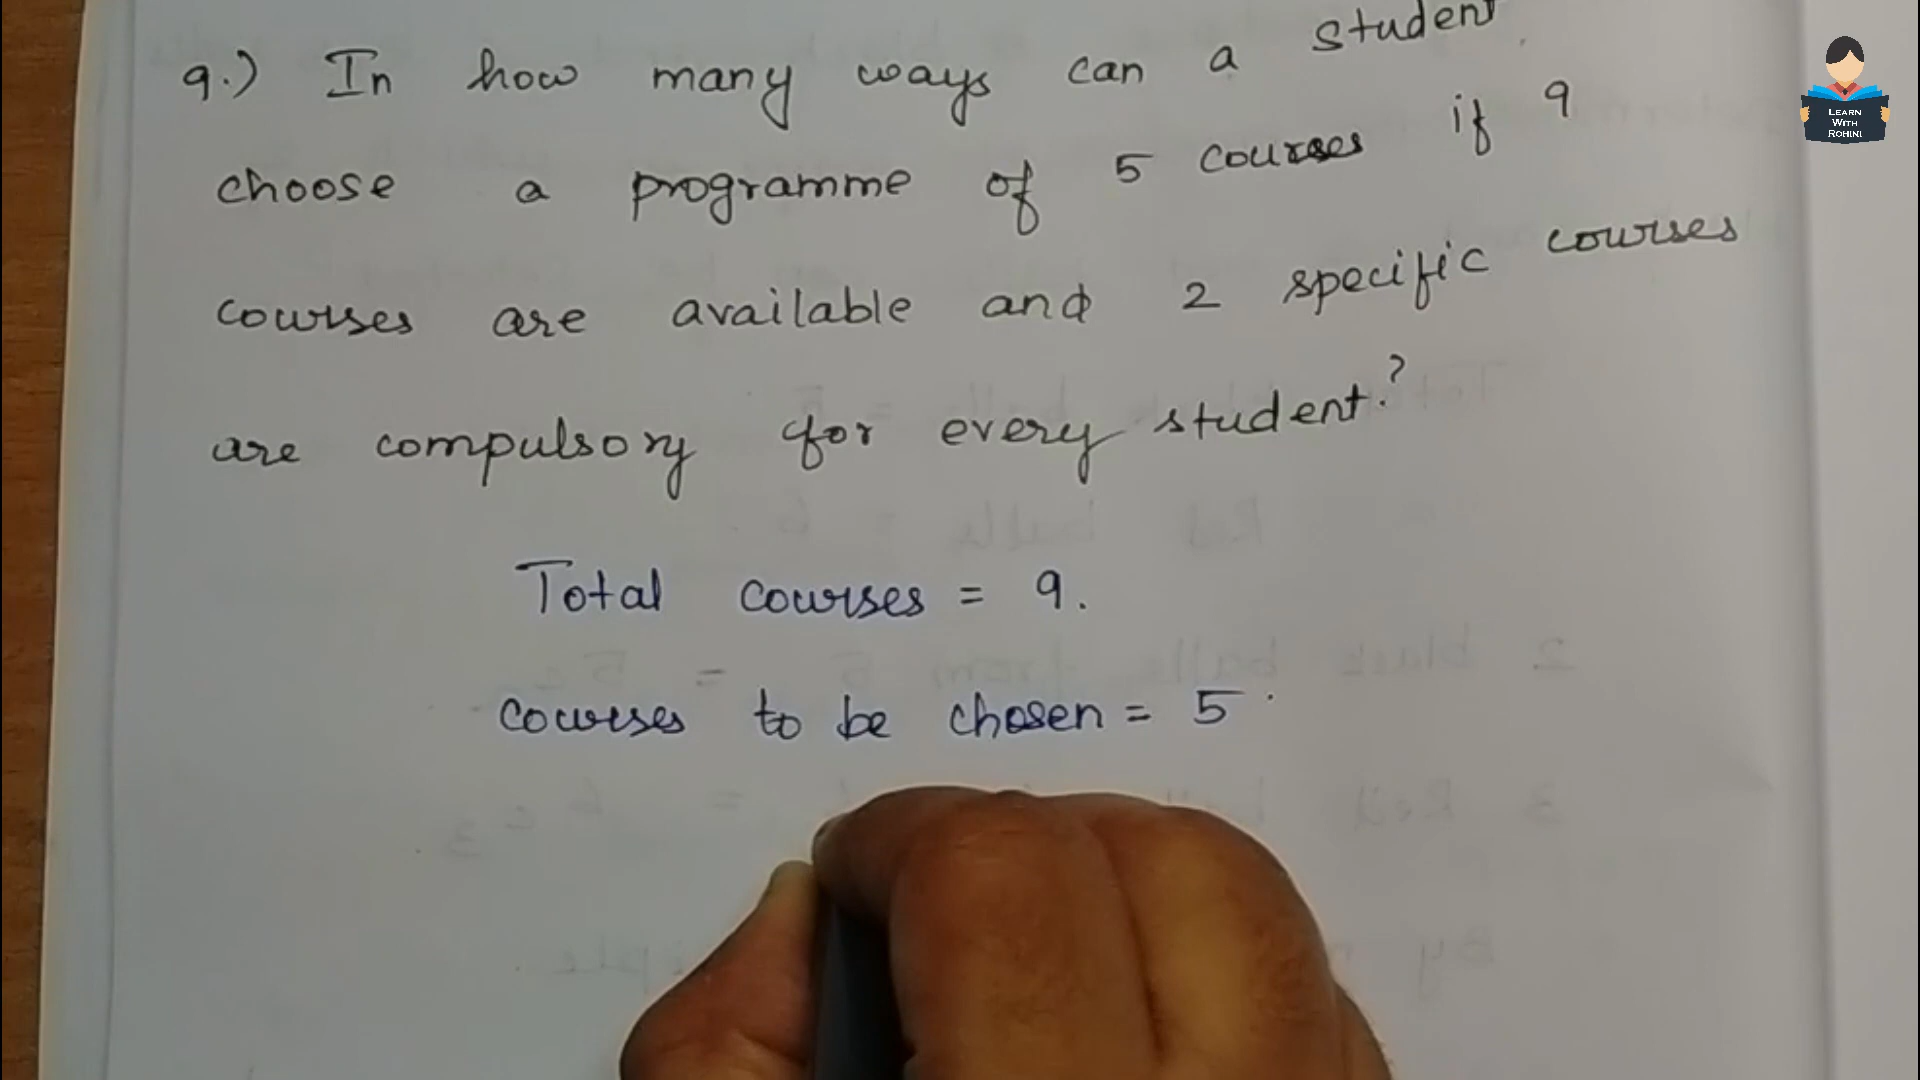 9.) In how many ways can a student
choose a programme of 5 courses if 9
courses are available and 2 specific courses
are compulsory for every student.?
Total courses = 9.
courses to be chosen = 5.
LEARN
WITH
ROHINI